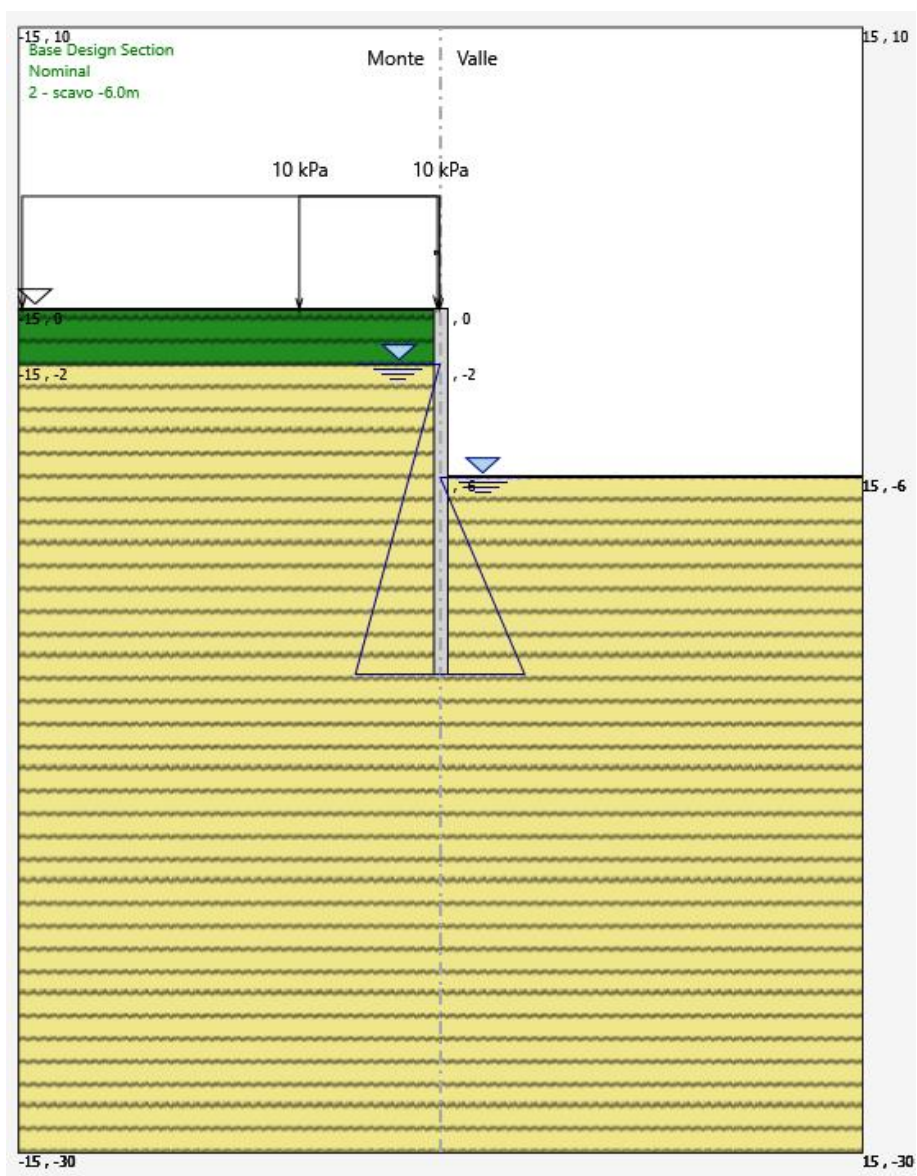 -15 , 10
15 , 10
Base Design Section
Nominal
2 - scavo -6.0m
Monte
Valle
10 kPa
10 kPa
-15 , 0
, 0
-15 , -2
, -2
, -6
15 , -6
-15 , -30
15 , -30